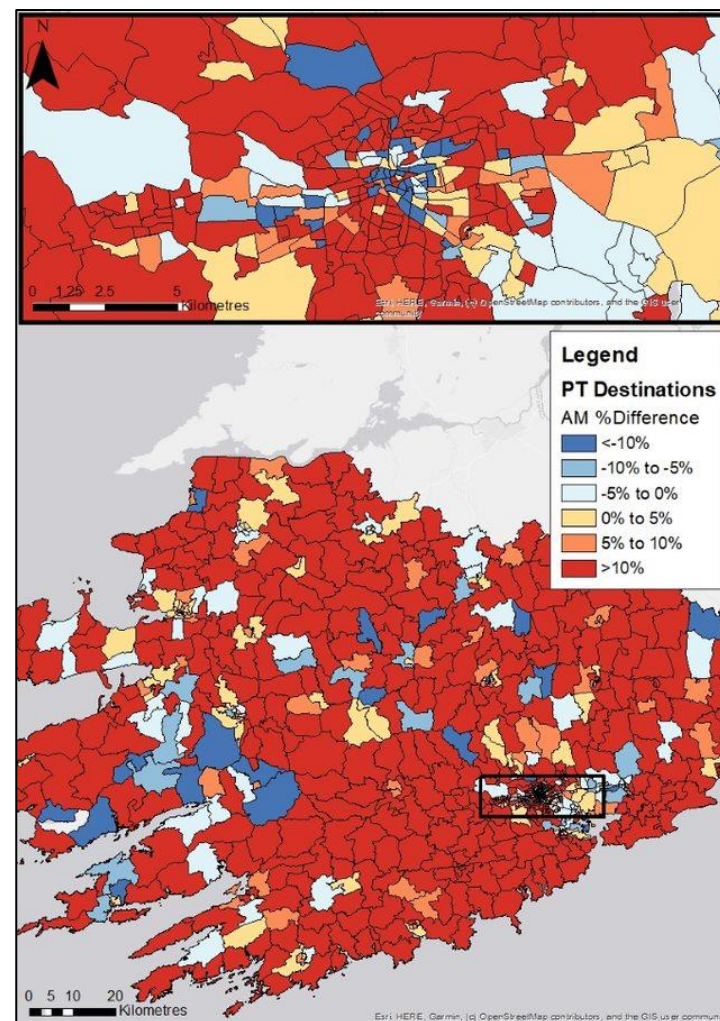 N
0 1.25 2.5 5
Kilometres
Esri, HERE, Garmin, (c) OpenStreetMap contributors, and the GIS user
community
Legend
PT Destinations
AM %Difference
<-10%
-10% to -5%
-5% to 0%
0% to 5%
5% to 10%
>10%
0 5 10 20
Kilometres
Esri, HERE, Garmin, (c) OpenStreetMap contributors, and the GIS user commun